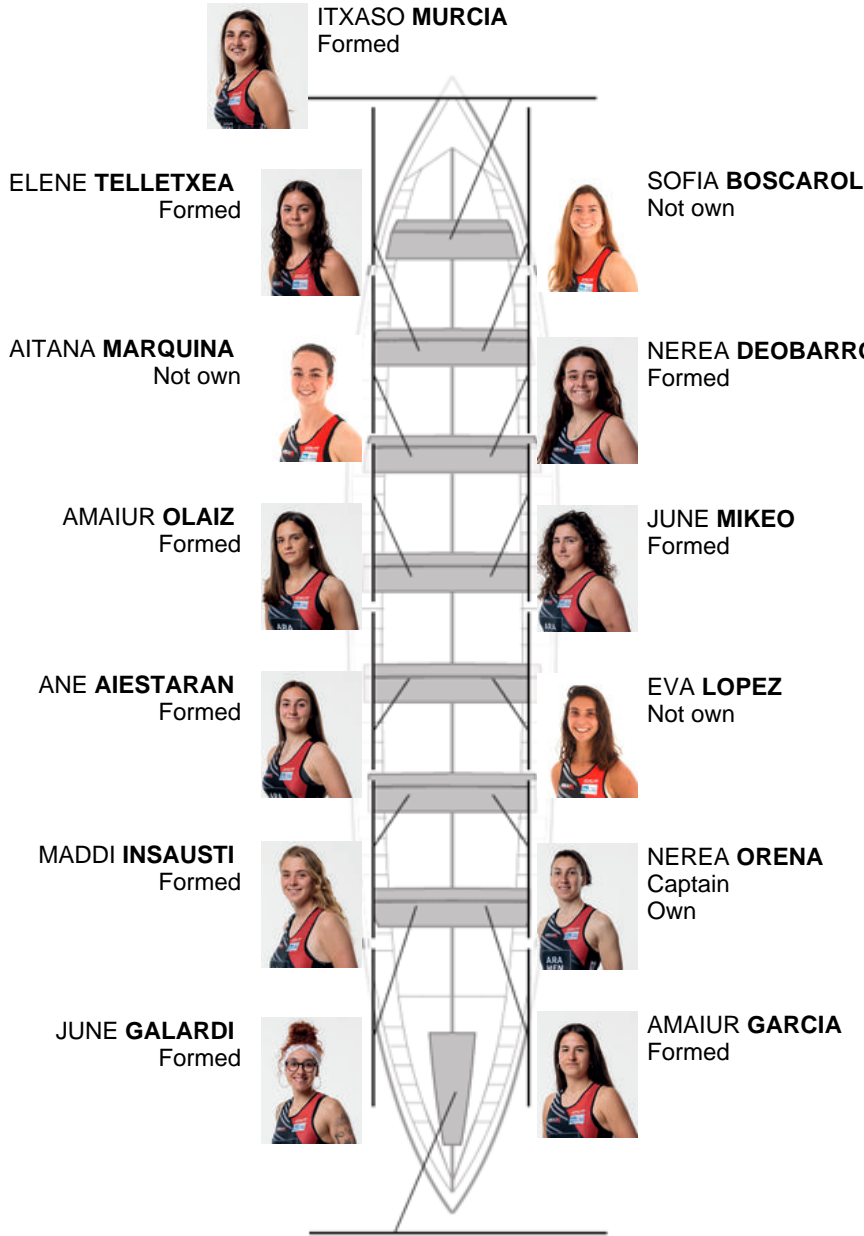 ITXASO MURCIA
Formed
ELENE TELLETXEA
Formed
SOFIA BOSCAROL
Not own
AITANA MARQUINA
Not own
NEREA DEOBARRO
Formed
AMAIUR OLAIZ
Formed
JUNE MIKEO
Formed
ANE AIESTARAN
Formed
EVA LOPEZ
Not own
MADDI INSAUSTI
Formed
NEREA ORENA
Captain
Own
JUNE GALARDI
Formed
AMAIUR GARCIA
Formed